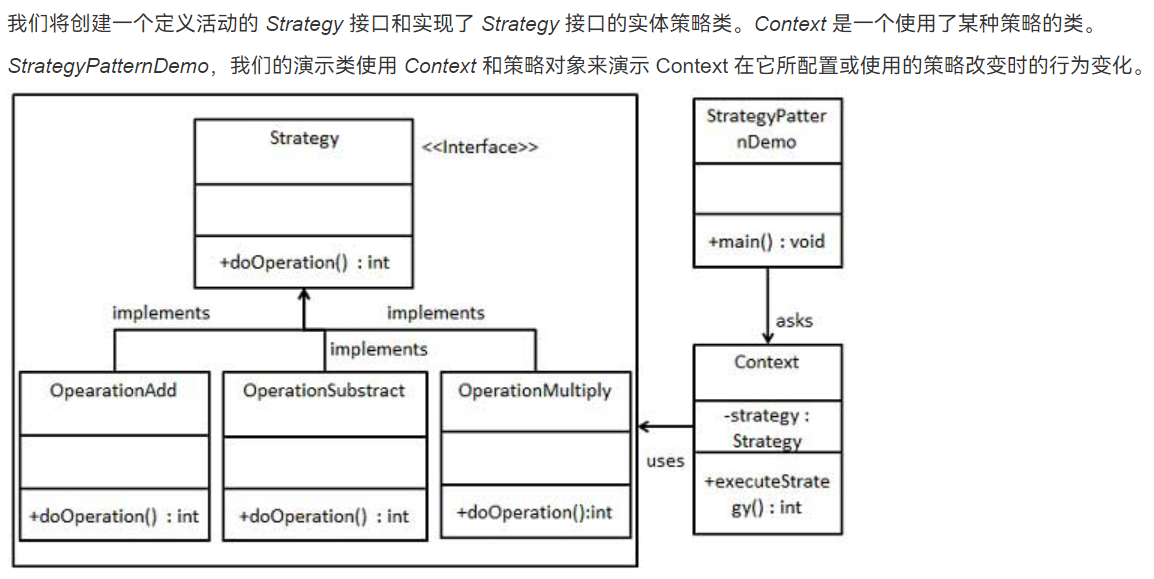 我们将创建一个定义活动的 Strategy 接口和实现了 Strategy 接口的实体策略类。Context 是一个使用了某种策略的类。
StrategyPatternDemo，我们的演示类使用 Context 和策略对象来演示 Context 在它所配置或使用的策略改变时的行为变化。
Strategy
<<Interface>>
+doOperation() : int
implements
implements
implements
OpearationAdd
+doOperation() : int
OperationSubstract
+doOperation() : int
OperationMultiply
+doOperation():int
StrategyPatter
nDemo
+main() : void
asks
Context
-strategy :
Strategy
+executeStrate
gy() : int
uses